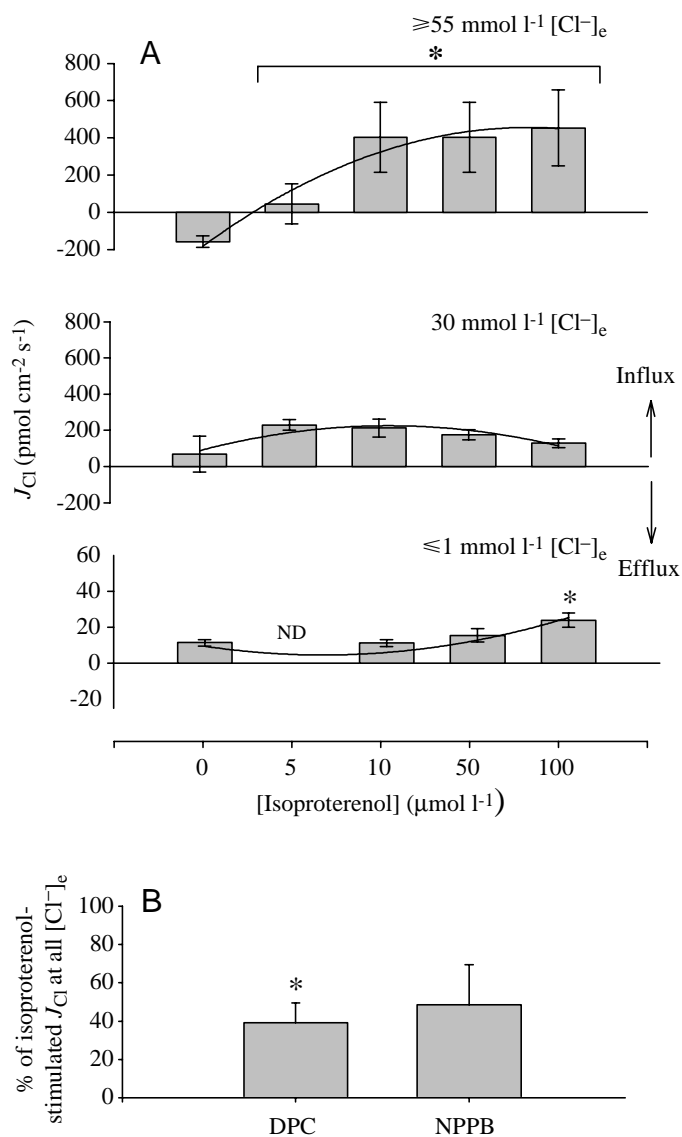 A
≥55 mmol l-1 [Cl–]e
*
800
600
400
200
0
-200
30 mmol l-1 [Cl–]e
800
600
400
200
0
-200
JCl (pmol cm-2 s-1)
Influx
Efflux
≤1 mmol l-1 [Cl–]e
60
40
20
0
-20
ND
*
0 5 10 50 100
[Isoproterenol] (μmol l-1)
B
% of isoproterenol-
stimulated JCl at all [Cl–]e
100
80
60
40
20
0
*
DPC NPPB